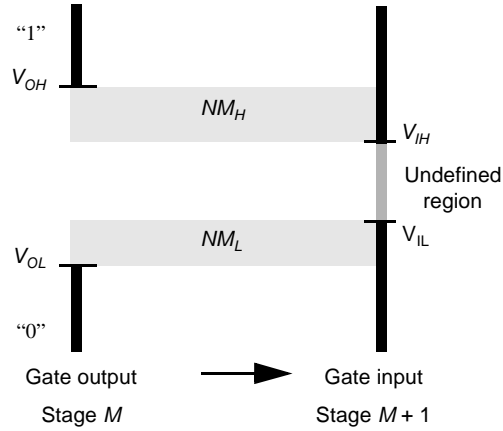 “1”
V_OH
NM_H
V_IH
Undefined
region
NM_L
V_IL
V_OL
“0”
Gate output
Gate input
Stage M
Stage M + 1